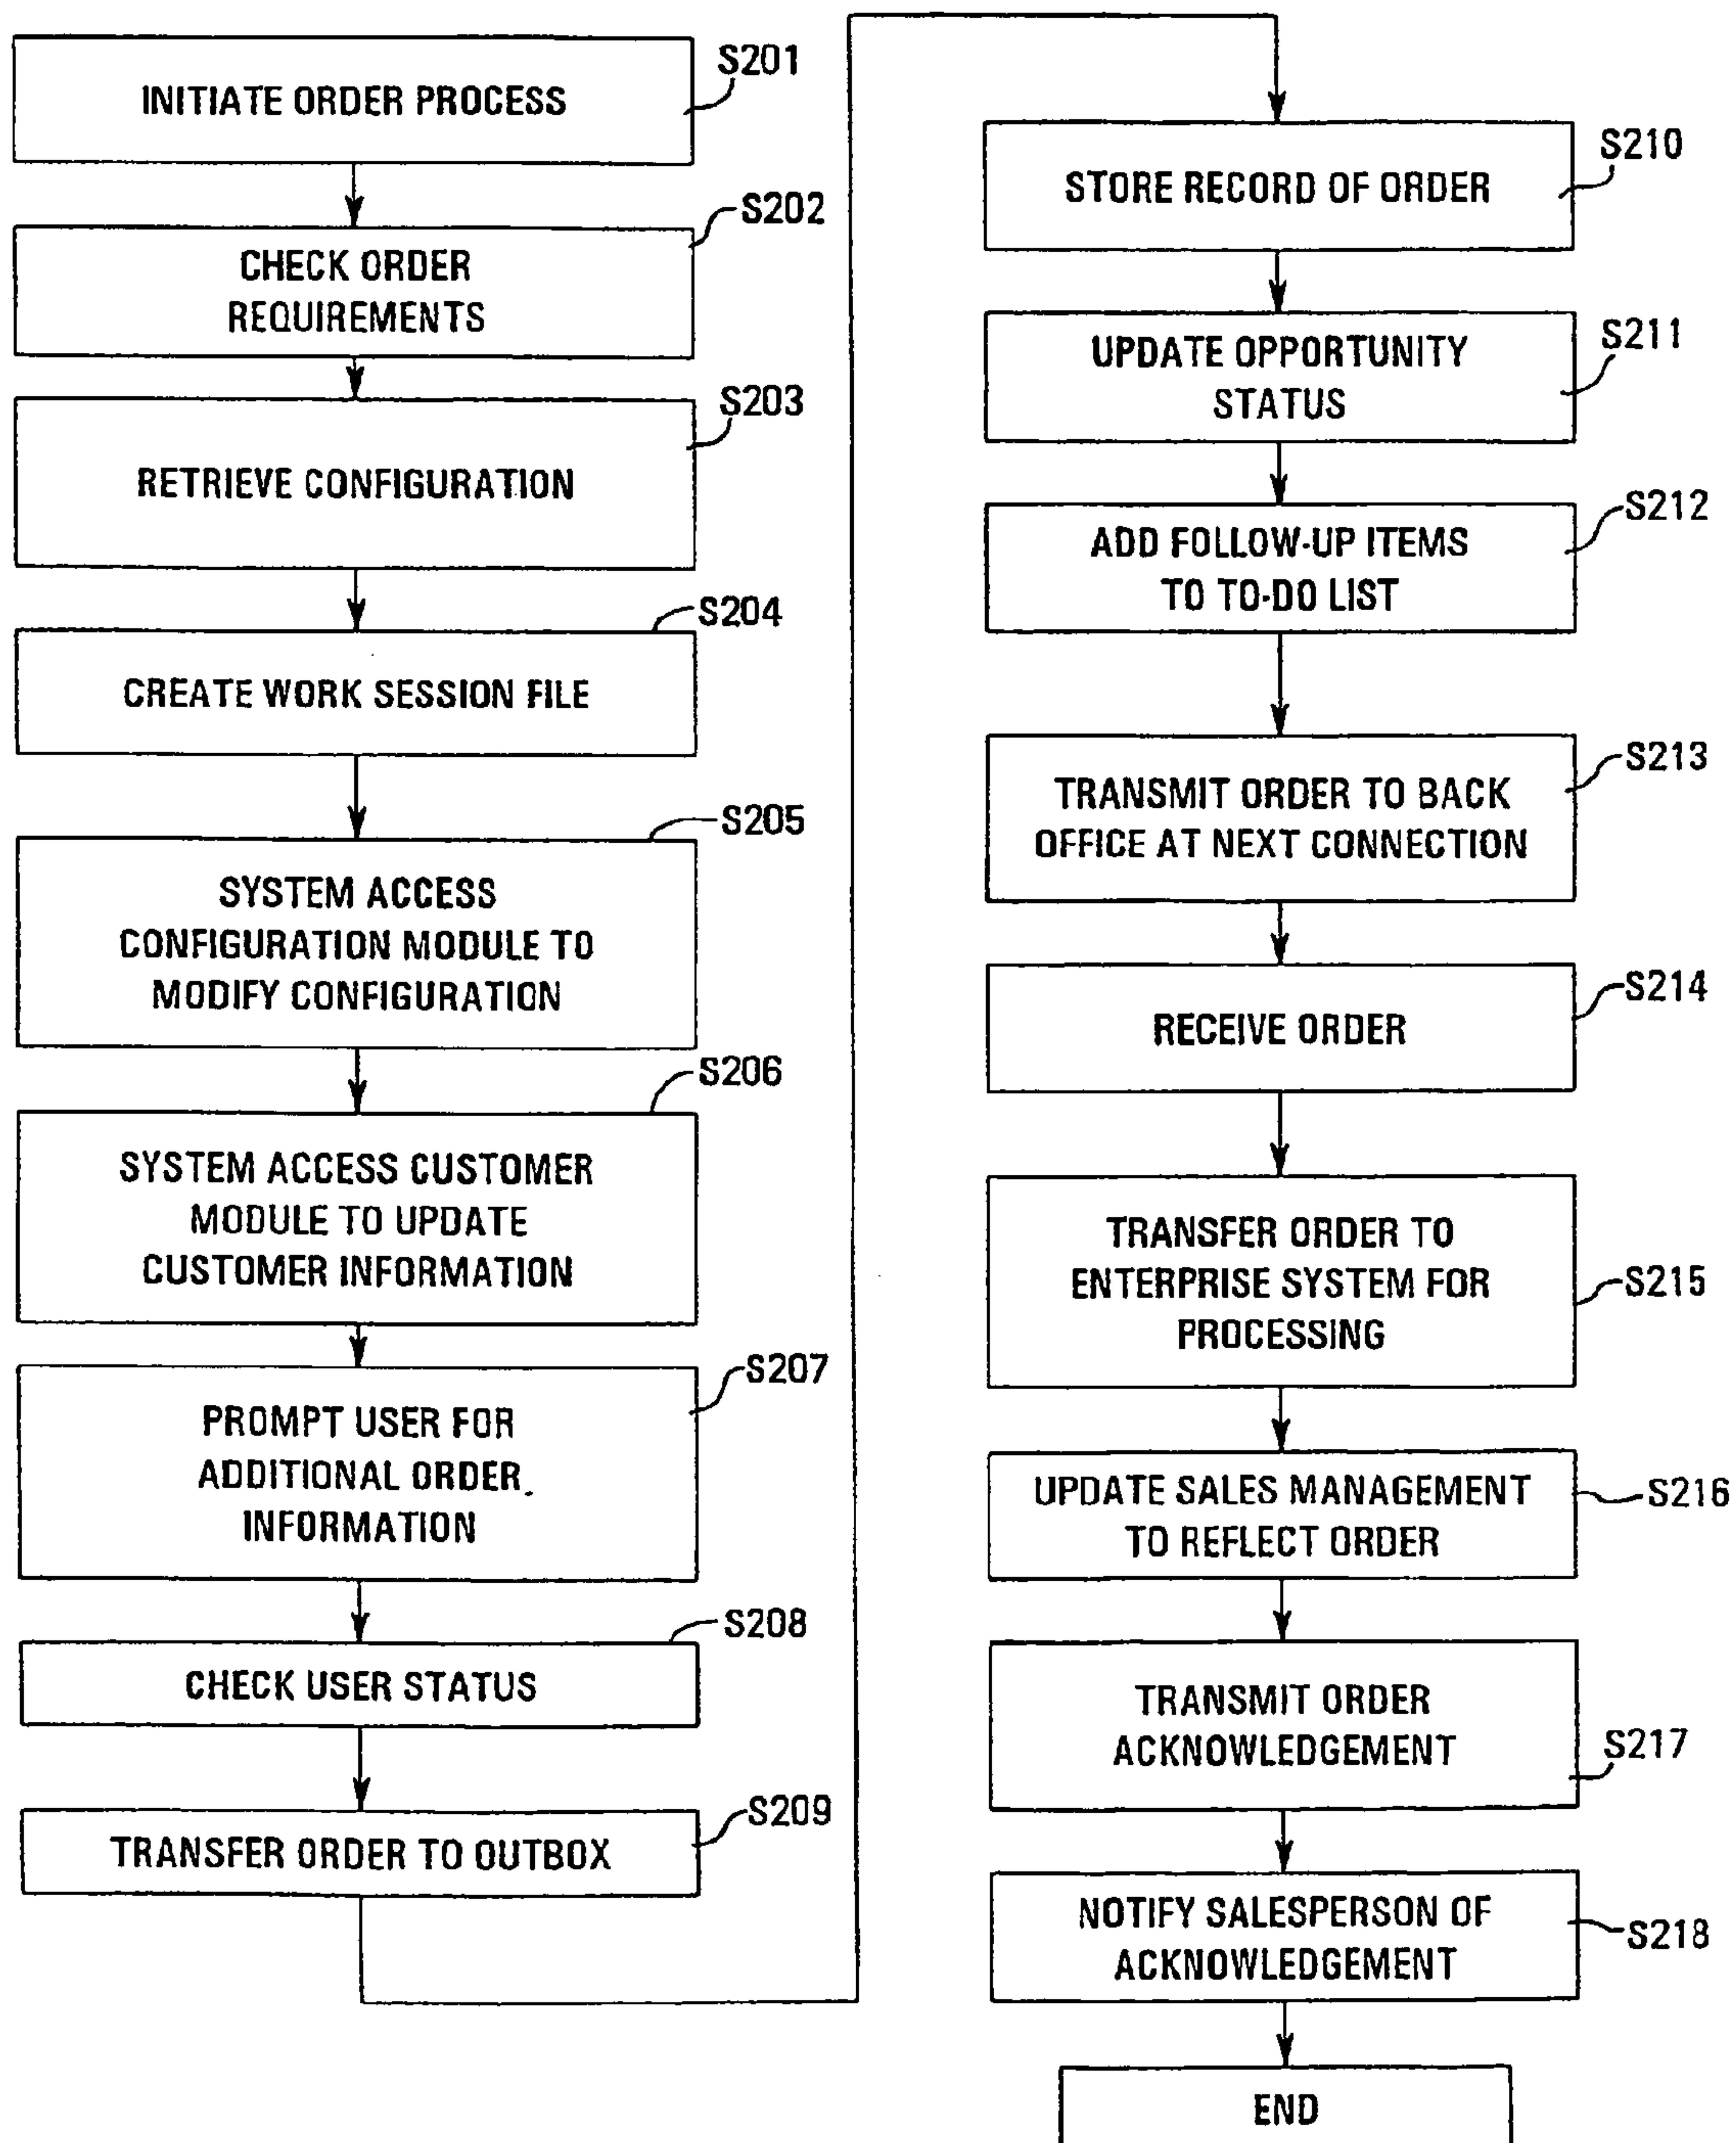 INITIATE ORDER PROCESS
S201
CHECK ORDER
REQUIREMENTS
S202
RETRIEVE CONFIGURATION
S203
CREATE WORK SESSION FILE
S204
SYSTEM ACCESS
CONFIGURATION MODULE TO
MODIFY CONFIGURATION
S205
SYSTEM ACCESS CUSTOMER
MODULE TO UPDATE
CUSTOMER INFORMATION
S206
PROMPT USER FOR
ADDITIONAL ORDER
INFORMATION
S207
CHECK USER STATUS
S208
TRANSFER ORDER TO OUTBOX
S209
STORE RECORD OF ORDER
S210
UPDATE OPPORTUNITY
STATUS
S211
ADD FOLLOW-UP ITEMS
TO TO-DO LIST
S212
TRANSMIT ORDER TO BACK
OFFICE AT NEXT CONNECTION
S213
RECEIVE ORDER
S214
TRANSFER ORDER TO
ENTERPRISE SYSTEM FOR
PROCESSING
S215
UPDATE SALES MANAGEMENT
TO REFLECT ORDER
S216
TRANSMIT ORDER
ACKNOWLEDGEMENT
S217
NOTIFY SALESPERSON OF
ACKNOWLEDGEMENT
S218
END